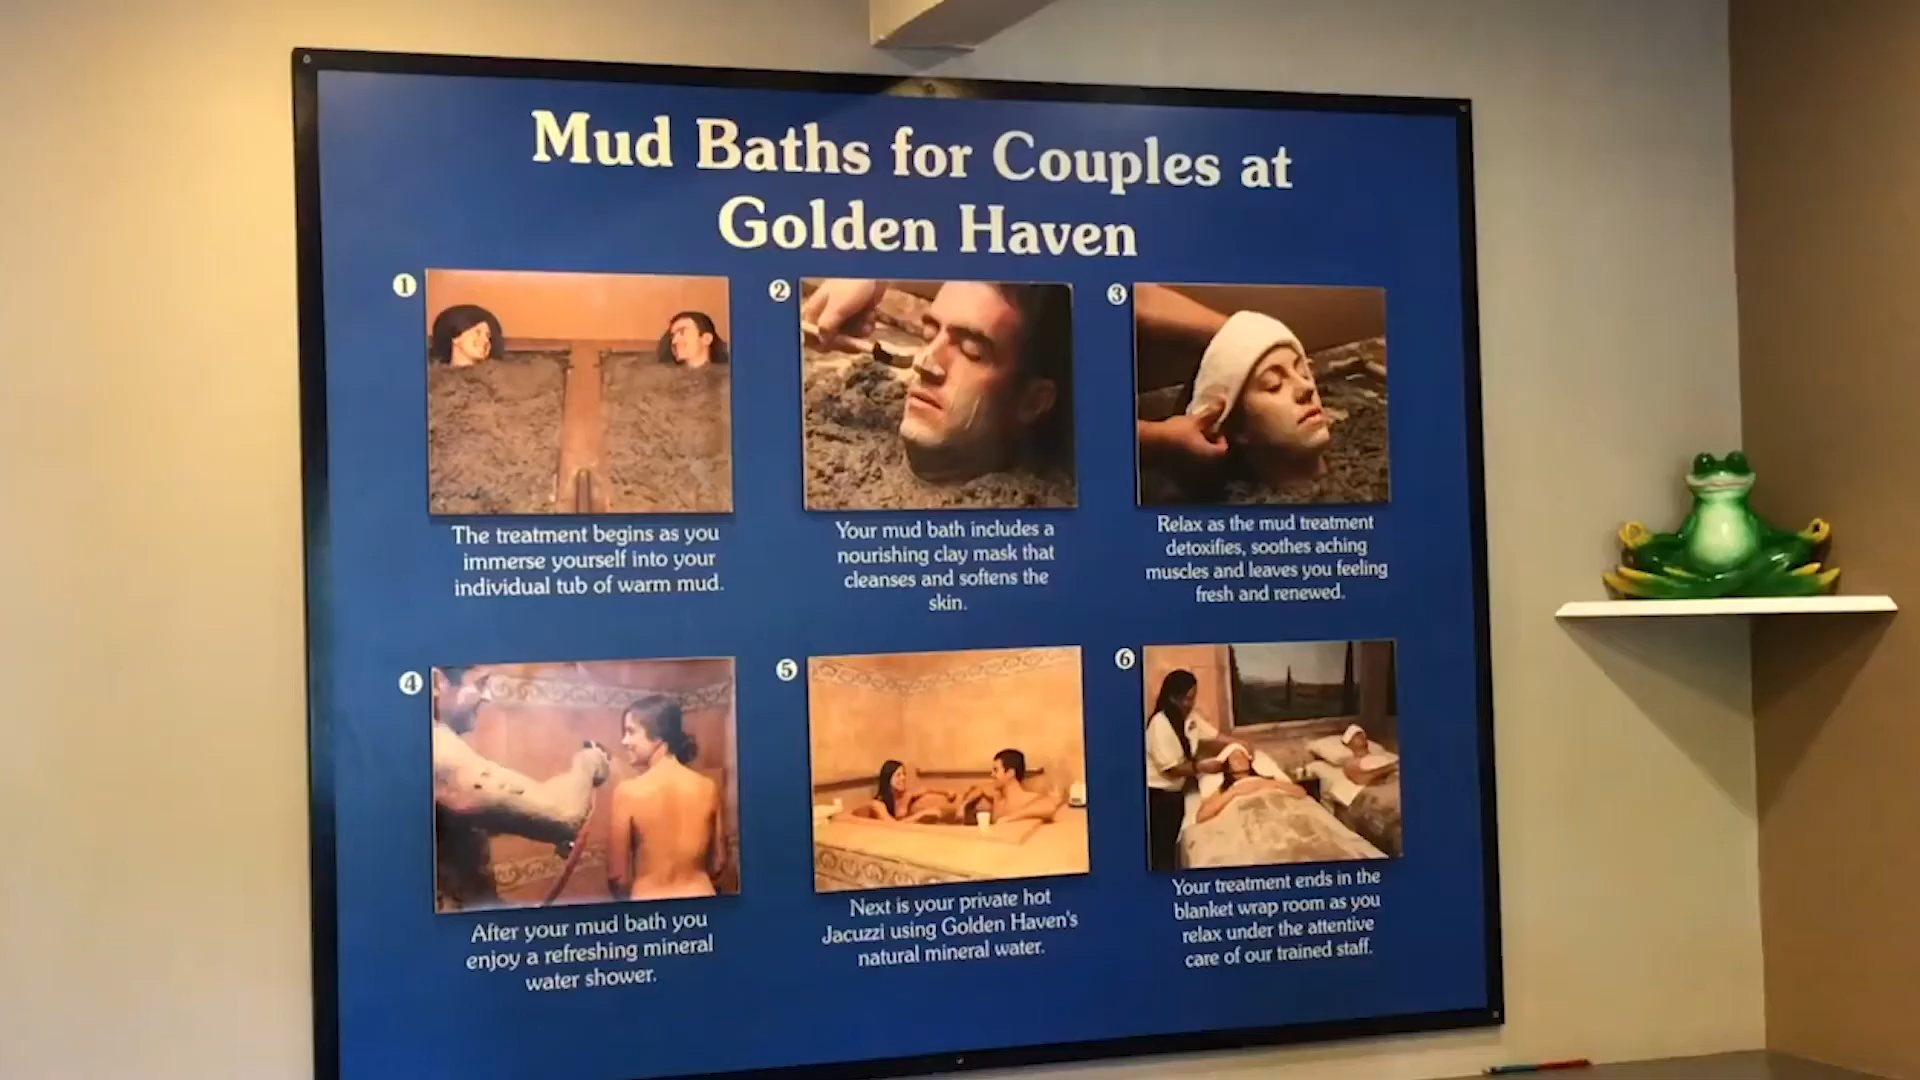 Mud Baths for Couples at
Golden Haven
1
The treatment begins as you
immerse yourself into your
individual tub of warm mud.
2
Your mud bath includes a
nourishing clay mask that
cleanses and softens the
skin.
3
Relax as the mud treatment
detoxifies, soothes aching
muscles and leaves you feeling
fresh and renewed.
4
After your mud bath you
enjoy a refreshing mineral
water shower.
5
Next is your private hot
Jacuzzi using Golden Haven's
natural mineral water.
6
Your treatment ends in the
blanket wrap room as you
relax under the attentive
care of our trained staff.